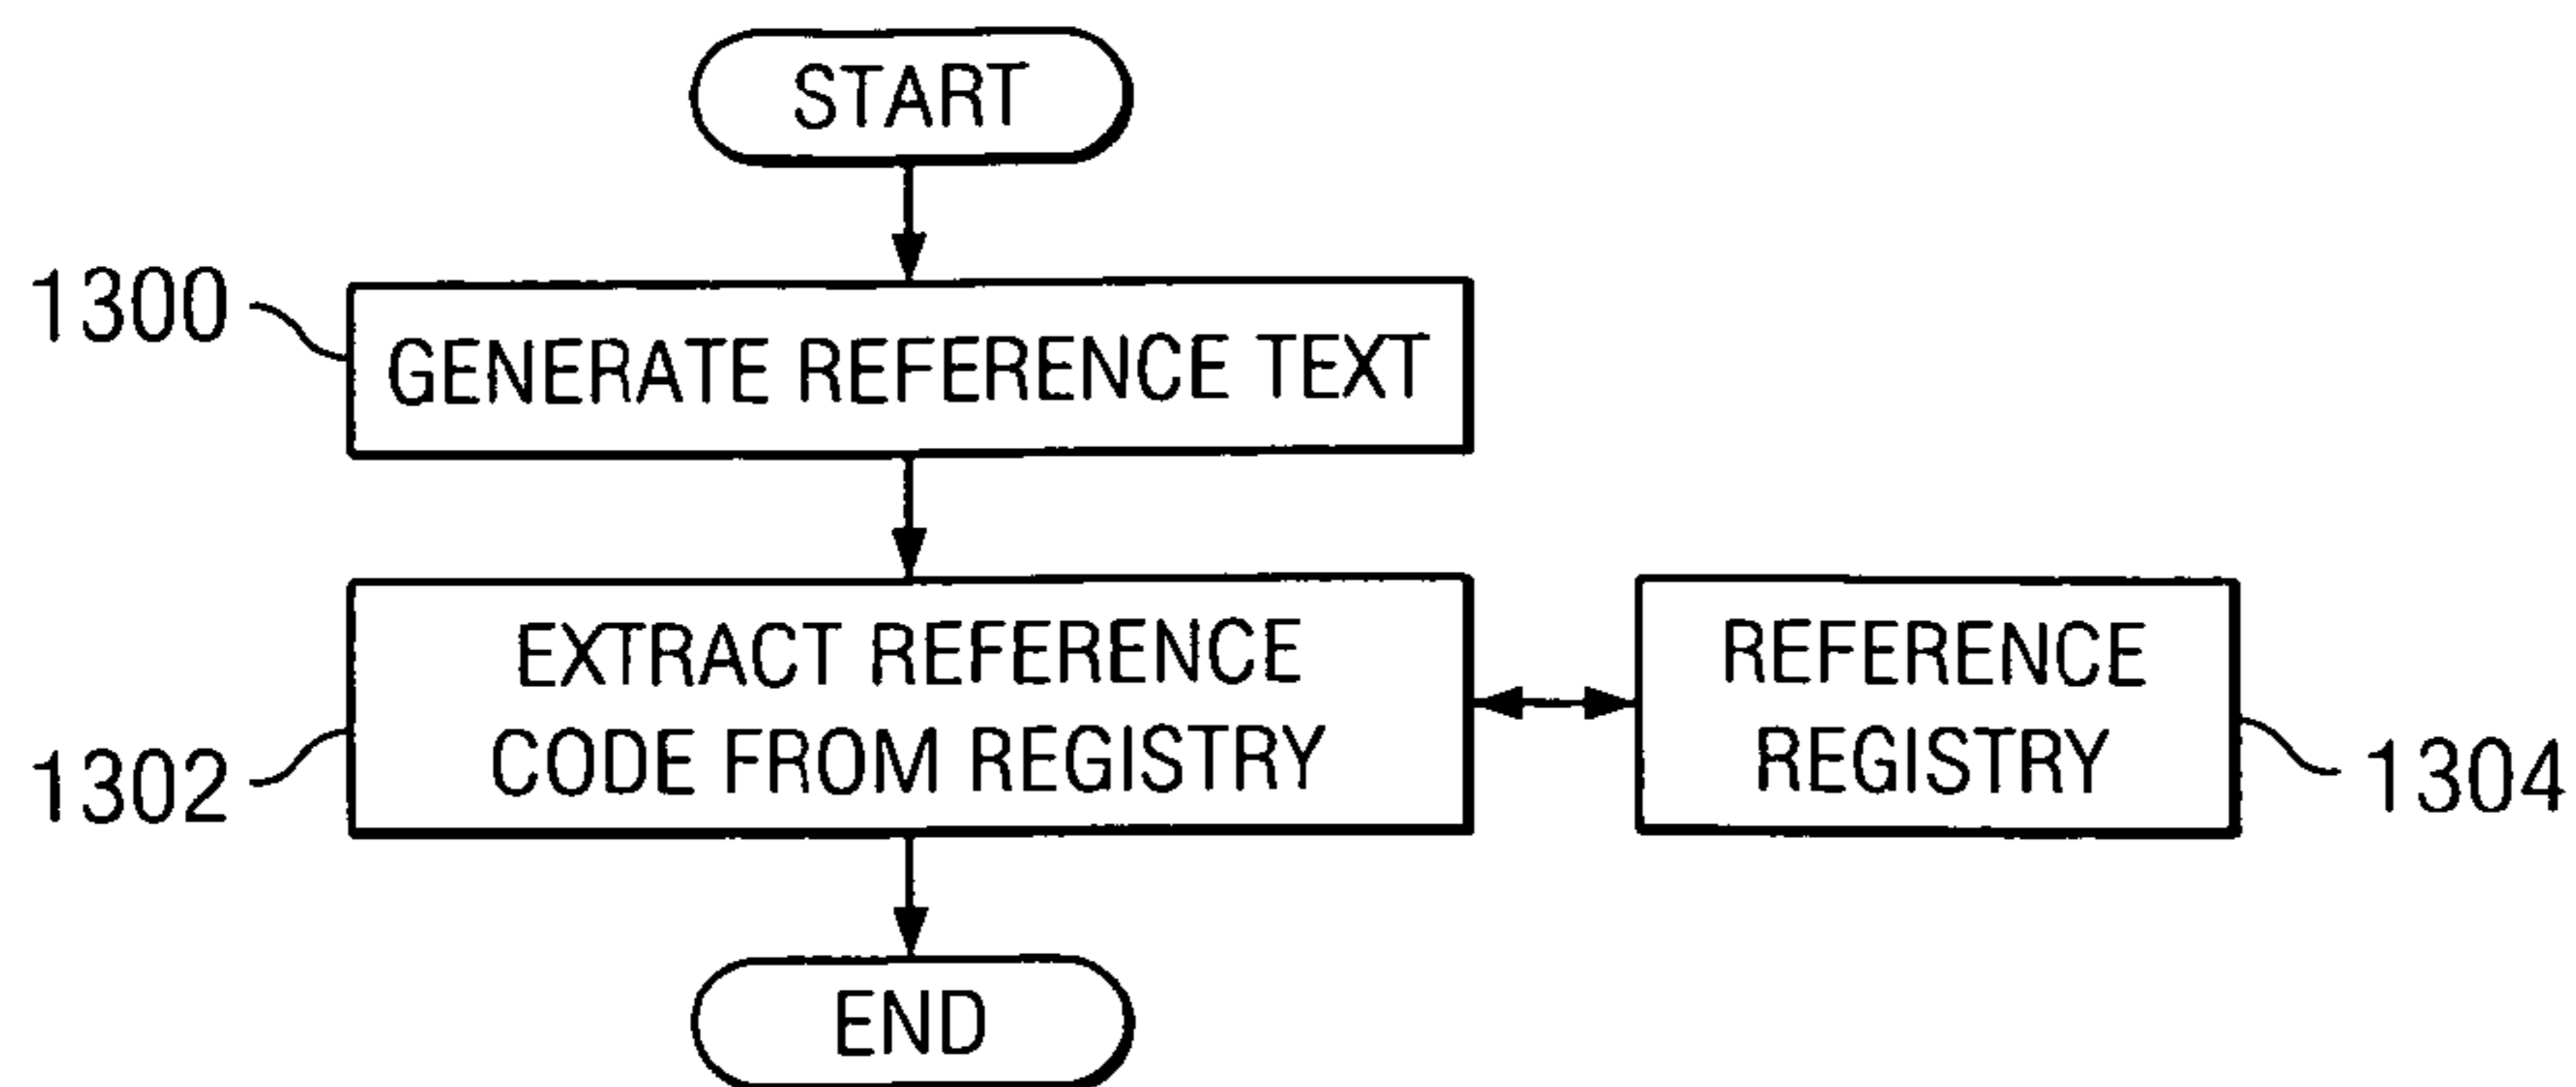 START
1300
GENERATE REFERENCE TEXT
EXTRACT REFERENCE
CODE FROM REGISTRY
1302
REFERENCE
REGISTRY
1304
END